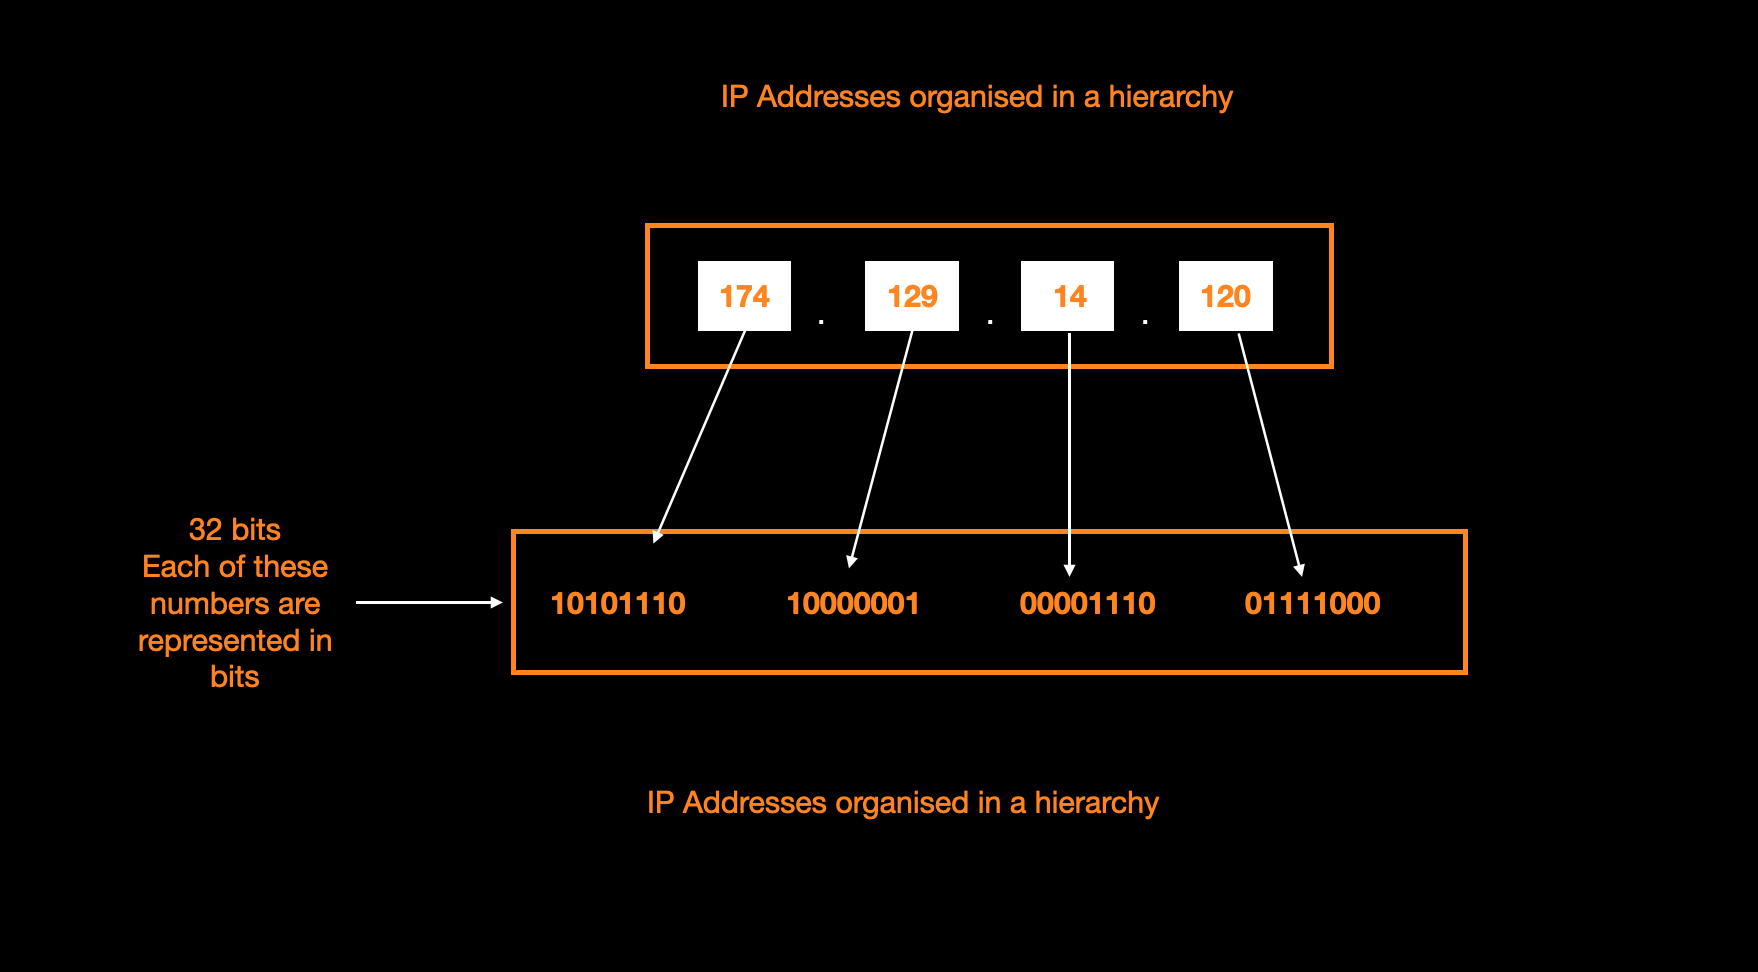 IP Addresses organised in a hierarchy
174 . 129 . 14 . 120
32 bits
Each of these
numbers are
represented in
bits
10101110 10000001 00001110 01111000
IP Addresses organised in a hierarchy